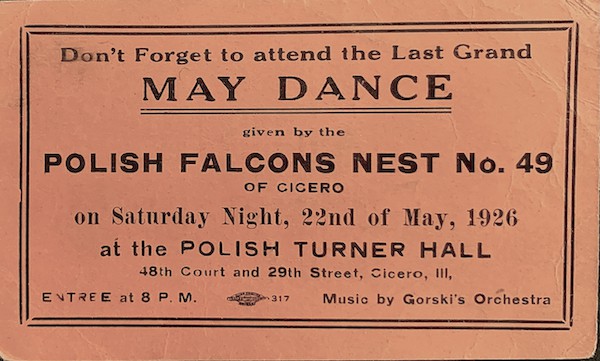 Don't Forget to attend the Last Grand
MAY DANCE
given by the
POLISH FALCONS NEST No. 49
OF CICERO
on Saturday Night, 22nd of May, 1926
at the POLISH TURNER HALL
48th Court and 29th Street, Cicero, Ill,
ENTREE at 8 P. M. 317 Music by Gorski's Orchestra